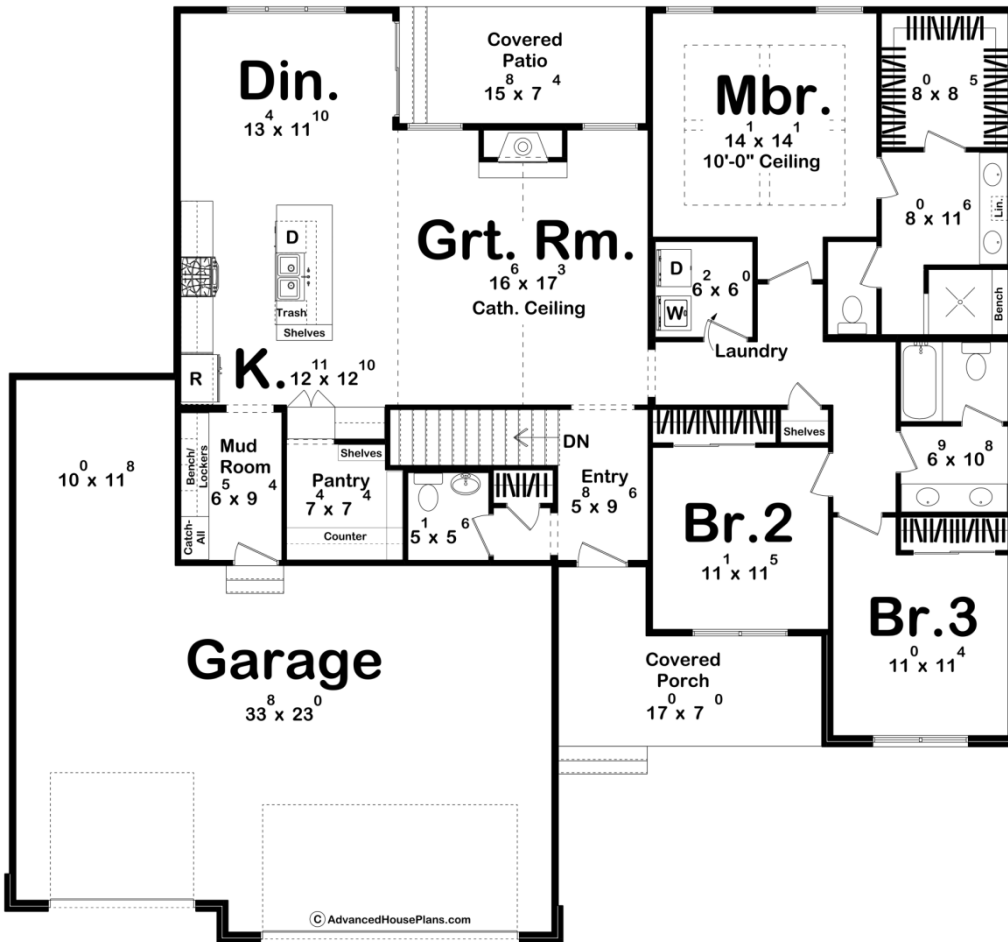 Din.
13⁴ x 11¹⁰
Covered
Patio
15⁸ x 7⁴
Mbr.
14¹ x 14¹
10'-0" Ceiling
8⁰ x 8⁵
8⁰ x 11⁶
Lin.
Bench
D
Trash
Shelves
Grt. Rm.
16⁶ x 17³
Cath. Ceiling
D
W
6² x 6⁰
Laundry
R
K.
12¹¹ x 12¹⁰
10⁰ x 11⁸
Bench/
Lockers
Catch-
All
Mud
Room
6⁵ x 9⁴
Shelves
Pantry
7⁴ x 7⁴
Counter
DN
5¹ x 5⁶
Entry
5⁸ x 9⁶
Shelves
6⁹ x 10⁸
Br.2
11¹ x 11⁵
Br.3
11⁰ x 11⁴
Garage
33⁸ x 23⁰
Covered
Porch
17⁰ x 7⁰
© AdvancedHousePlans.com